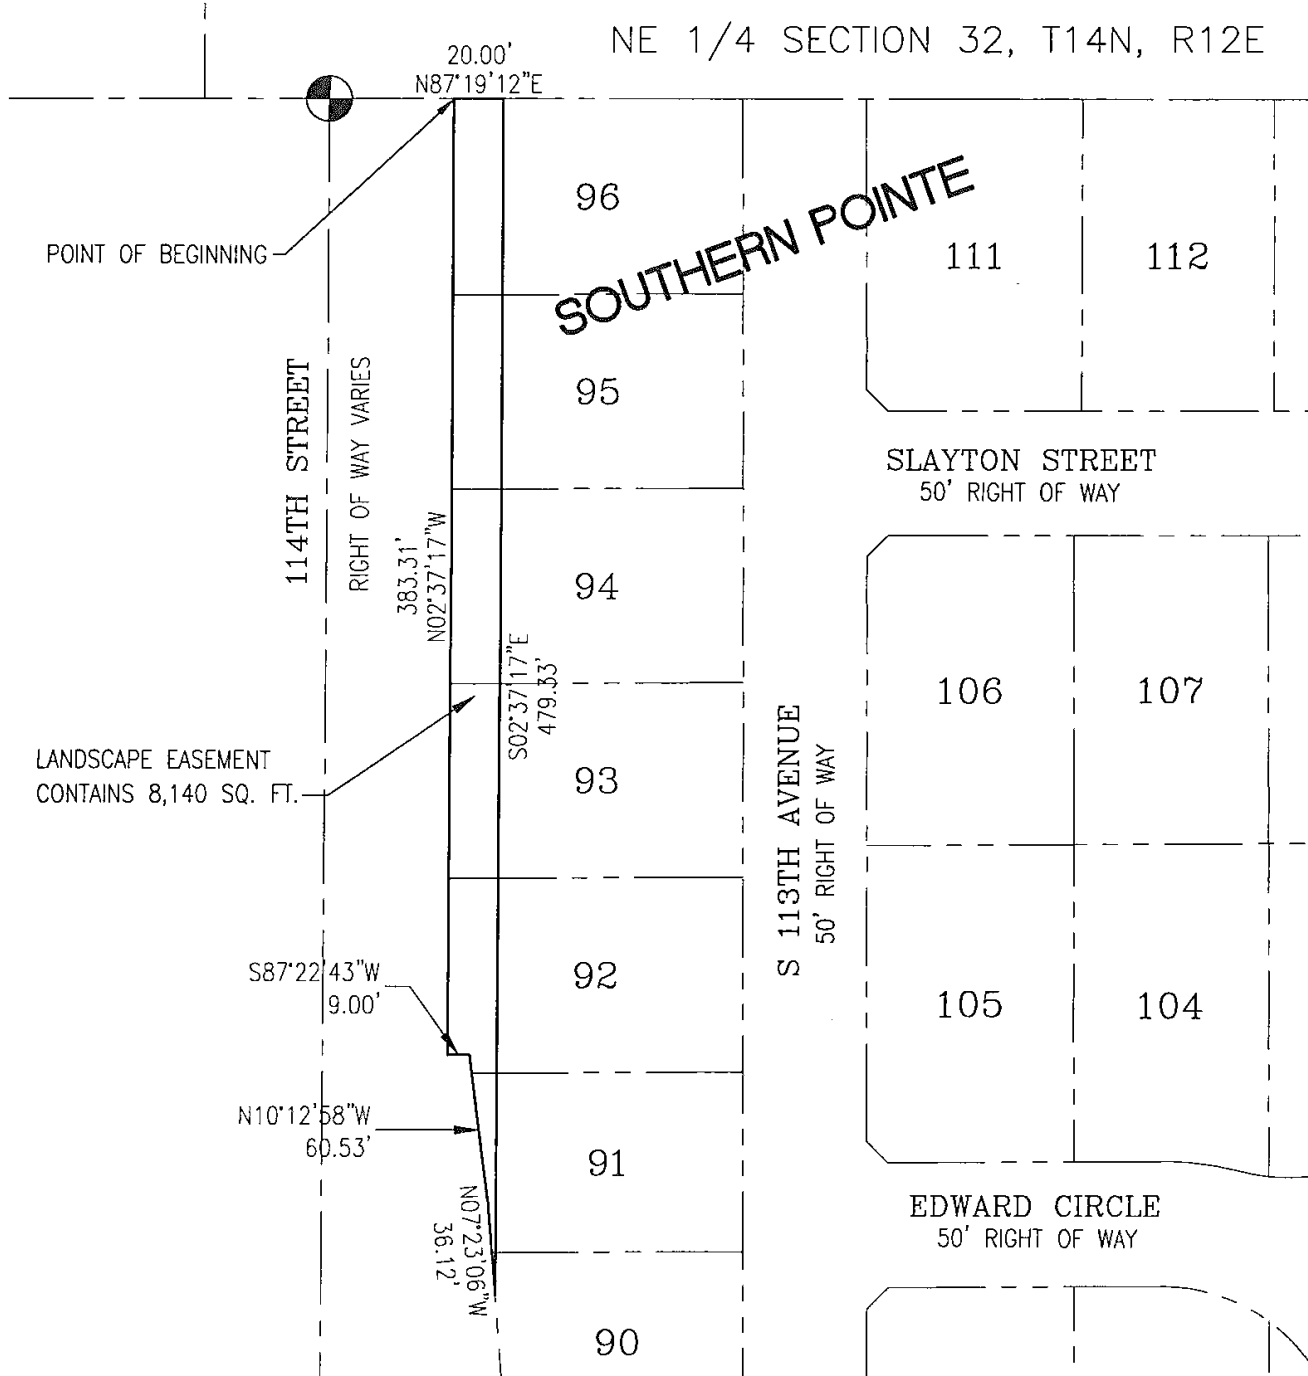 NE 1/4 SECTION 32, T14N, R12E
20.00'
N87°19'12"E
96
SOUTHERN POINTE
111
112
POINT OF BEGINNING
95
114TH STREET
RIGHT OF WAY VARIES
SLAYTON STREET
50' RIGHT OF WAY
383.31'
N02°37'17"W
94
S02°37'17"E
479.33'
106
107
LANDSCAPE EASEMENT
CONTAINS 8,140 SQ. FT.
93
S 113TH AVENUE
50' RIGHT OF WAY
S87°22'43"W
9.00'
92
105
104
N10°12'58"W
60.53'
91
N07°23'06"W
36.12'
EDWARD CIRCLE
50' RIGHT OF WAY
90